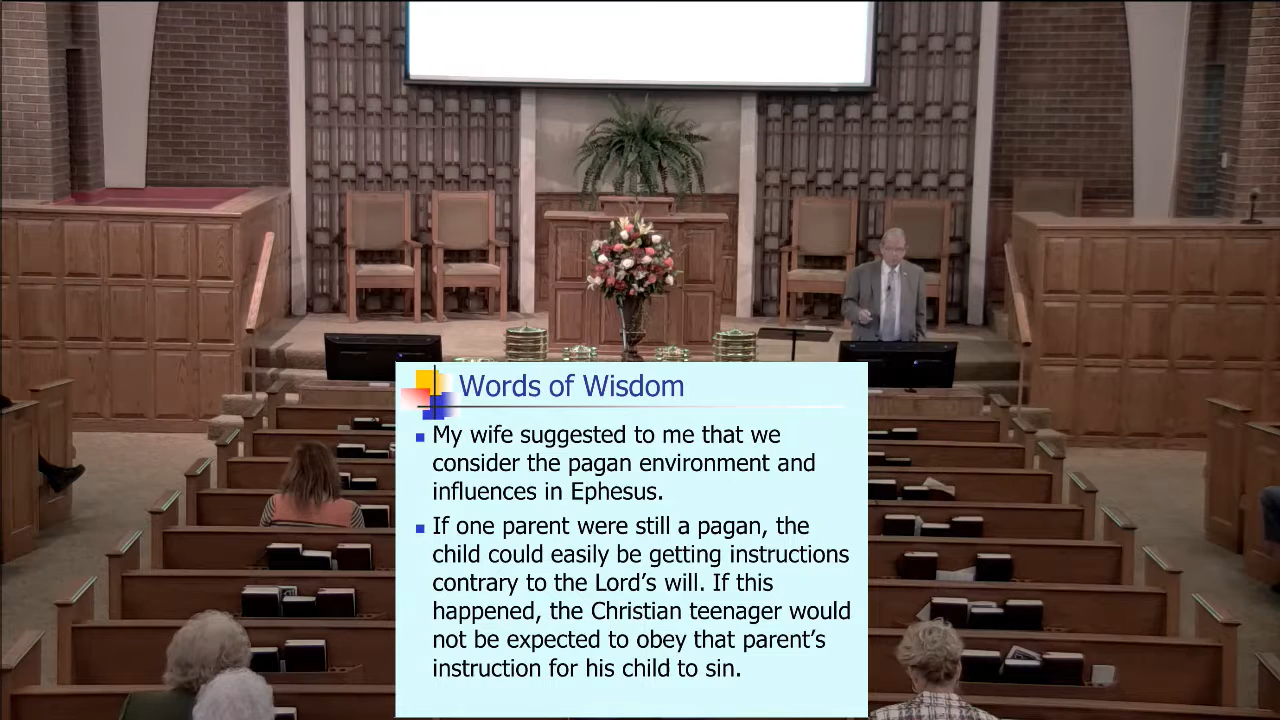 Words of Wisdom
My wife suggested to me that we
consider the pagan environment and
influences in Ephesus.
If one parent were still a pagan, the
child could easily be getting instructions
contrary to the Lord's will. If this
happened, the Christian teenager would
not be expected to obey that parent's
instruction for his child to sin.